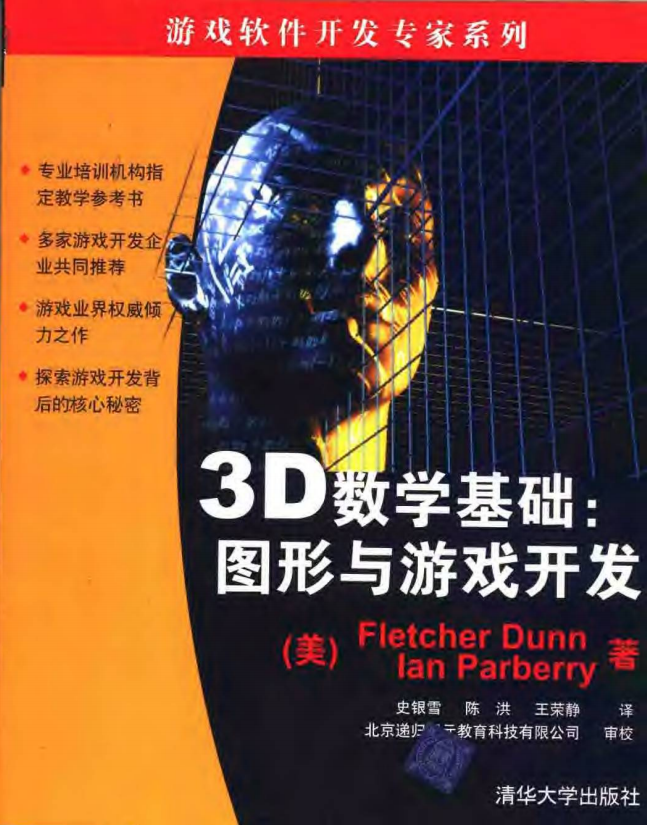 游戏软件开发专家系列
专业培训机构指
定教学参考书
多家游戏开发企
业共同推荐
游戏业界权威倾
力之作
探索游戏开发背
后的核心秘密
3D数学基础:
图形与游戏开发
(美) Fletcher Dunn
Ian Parberry 著
史银雪 陈 洪 王荣静 译
北京递归 元教育科技有限公司 审校
清华大学出版社